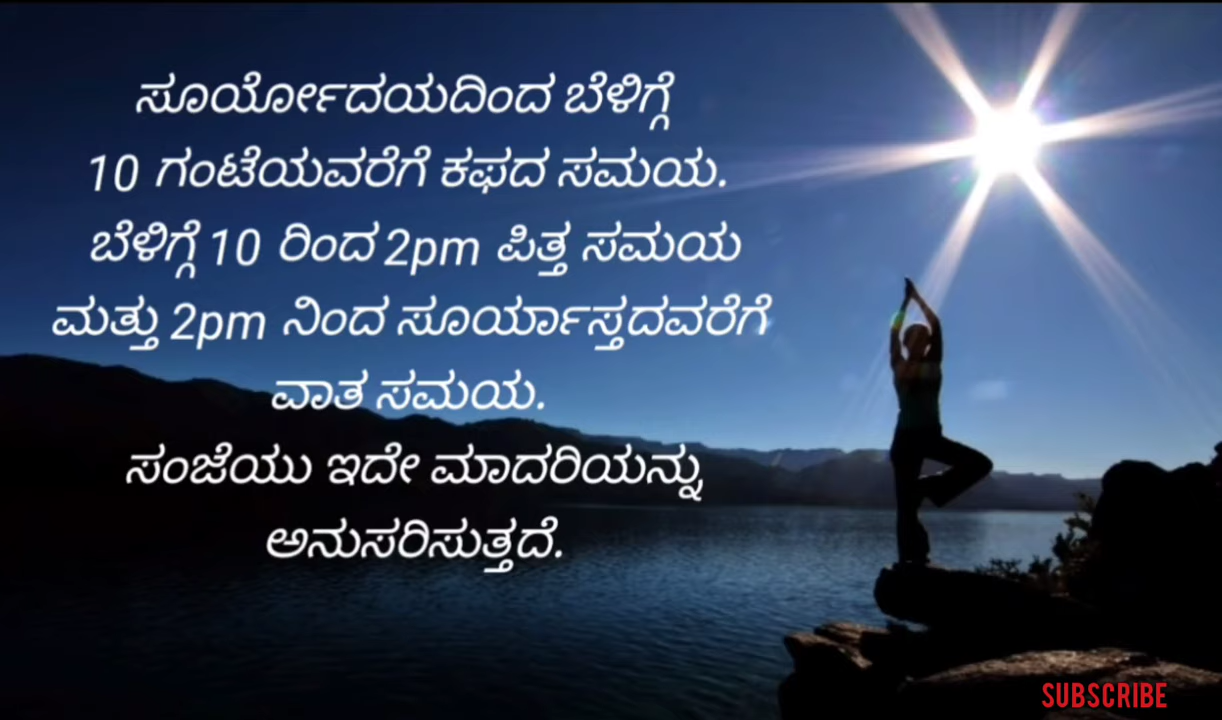 ಸೂರ್ಯೋದಯದಿಂದ ಬೆಳಿಗ್ಗೆ
10 ಗಂಟೆಯವರೆಗೆ ಕಫದ ಸಮಯ.
ಬೆಳಿಗ್ಗೆ 10 ರಿಂದ 2pm ಪಿತ್ತ ಸಮಯ
ಮತ್ತು 2pm ನಿಂದ ಸೂರ್ಯಾಸ್ತದವರೆಗೆ
ವಾತ ಸಮಯ.
ಸಂಜೆಯು ಇದೇ ಮಾದರಿಯನ್ನು
ಅನುಸರಿಸುತ್ತದೆ.
SUBSCRIBE